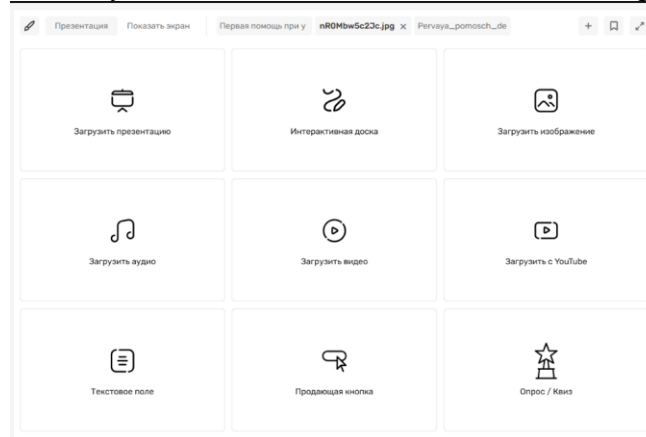 Презентация Показать экран Первая помощь при у nR0Mbw5c2Jc.jpg × Pervaya_pomosch_de +
Загрузить презентацию Интерактивная доска Загрузить изображение
Загрузить аудио Загрузить видео Загрузить с YouTube
Текстовое поле Продающая кнопка Опрос / Квиз